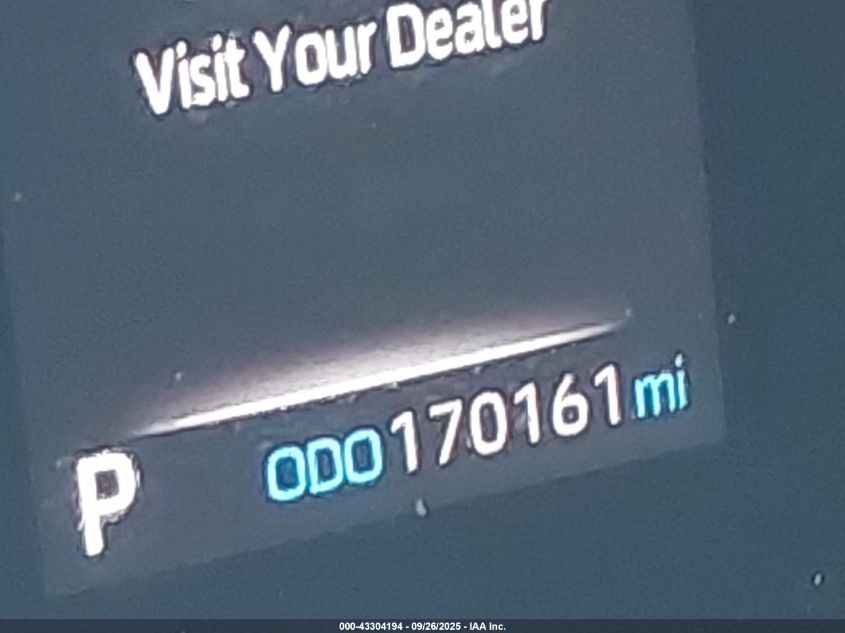 Visit Your Dealer
P ODO 170161 mi
000-43304194 - 09/26/2025 - IAA Inc.